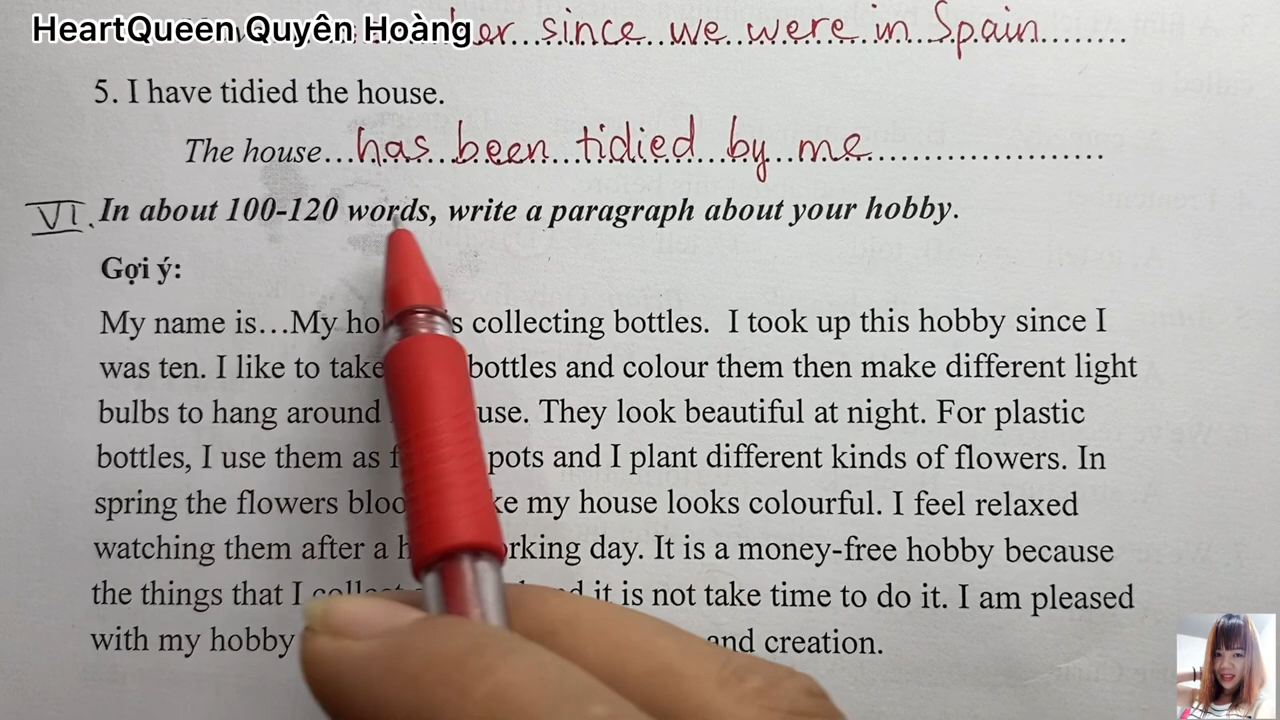 HeartQueen Quyên Hoàng
her since we were in Spain
5. I have tidied the house.
The house...has been tidied by me
VI. In about 100-120 words, write a paragraph about your hobby.
Gợi ý:
My name is...My is collecting bottles. I took up this hobby since I
was ten. I like to take bottles and colour them then make different light
bulbs to hang around They look beautiful at night. For plastic
bottles, I use them as pots and I plant different kinds of flowers. In
spring the flowers my house looks colourful. I feel relaxed
watching them after a day. It is a money-free hobby because
the things that I collect it is not take time to do it. I am pleased
with my hobby and creation.